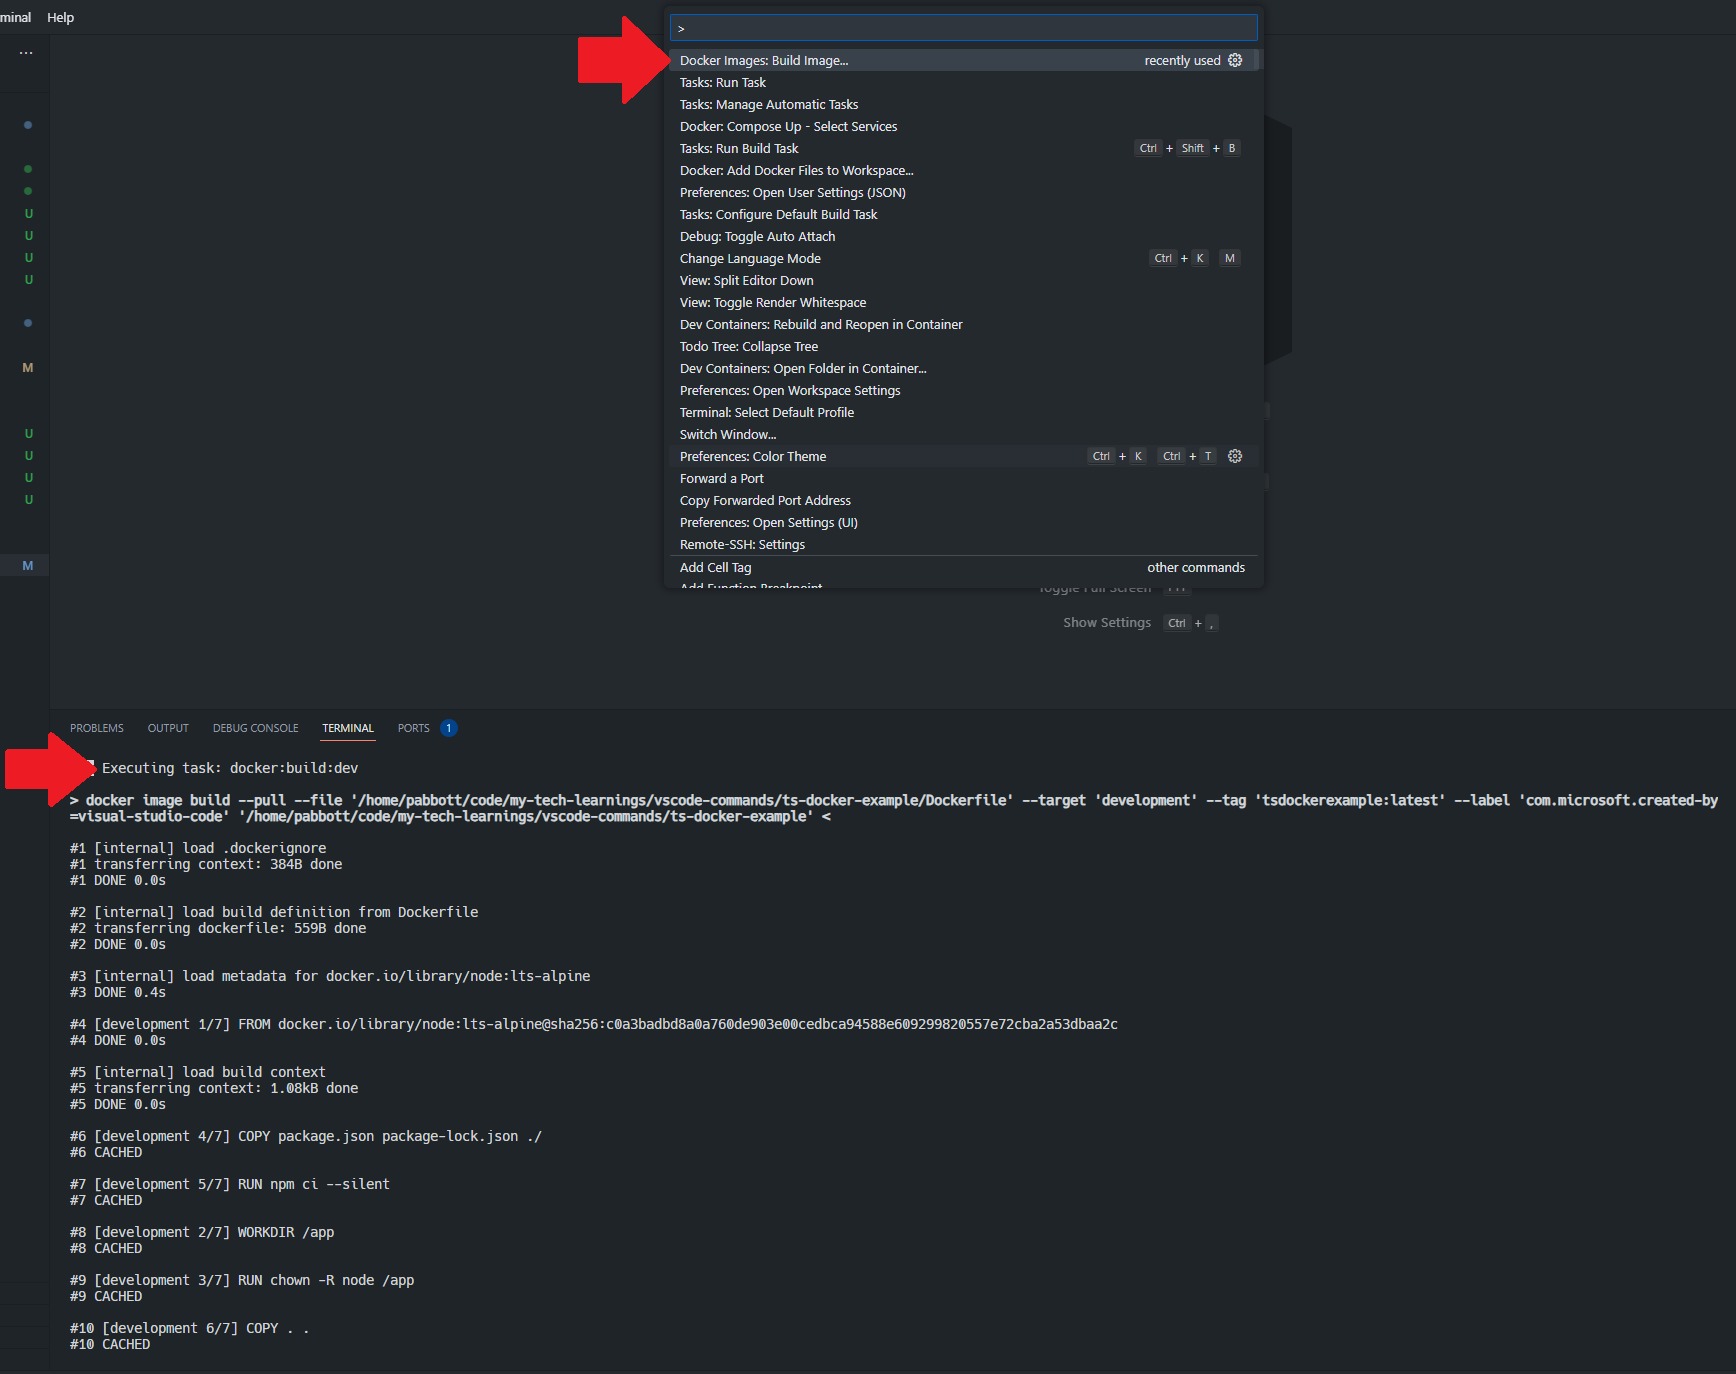 minal Help
>
...
Docker Images: Build Image... recently used
Tasks: Run Task
Tasks: Manage Automatic Tasks
Docker: Compose Up - Select Services
Tasks: Run Build Task Ctrl + Shift + B
Docker: Add Docker Files to Workspace...
Preferences: Open User Settings (JSON)
Tasks: Configure Default Build Task
Debug: Toggle Auto Attach
Change Language Mode Ctrl + K M
View: Split Editor Down
View: Toggle Render Whitespace
Dev Containers: Rebuild and Reopen in Container
Todo Tree: Collapse Tree
Dev Containers: Open Folder in Container...
Preferences: Open Workspace Settings
Terminal: Select Default Profile
Switch Window...
Preferences: Color Theme Ctrl + K Ctrl + T
Forward a Port
Copy Forwarded Port Address
Preferences: Open Settings (UI)
Remote-SSH: Settings
Add Cell Tag other commands
Add Function Breakpoint
Toggle Full Screen F11
Show Settings Ctrl + ,
U
U
U
U
M
U
U
U
U
M
PROBLEMS OUTPUT DEBUG CONSOLE TERMINAL PORTS 1
Executing task: docker:build:dev
> docker image build --pull --file '/home/pabbott/code/my-tech-learnings/vscode-commands/ts-docker-example/Dockerfile' --target 'development' --tag 'tsdockerexample:latest' --label 'com.microsoft.created-by
=visual-studio-code' '/home/pabbott/code/my-tech-learnings/vscode-commands/ts-docker-example' <
#1 [internal] load .dockerignore
#1 transferring context: 384B done
#1 DONE 0.0s
#2 [internal] load build definition from Dockerfile
#2 transferring dockerfile: 559B done
#2 DONE 0.0s
#3 [internal] load metadata for docker.io/library/node:lts-alpine
#3 DONE 0.4s
#4 [development 1/7] FROM docker.io/library/node:lts-alpine@sha256:c0a3badbd8a0a760de903e00cedbca94588e609299820557e72cba2a53dbaa2c
#4 DONE 0.0s
#5 [internal] load build context
#5 transferring context: 1.08kB done
#5 DONE 0.0s
#6 [development 4/7] COPY package.json package-lock.json ./
#6 CACHED
#7 [development 5/7] RUN npm ci --silent
#7 CACHED
#8 [development 2/7] WORKDIR /app
#8 CACHED
#9 [development 3/7] RUN chown -R node /app
#9 CACHED
#10 [development 6/7] COPY . .
#10 CACHED